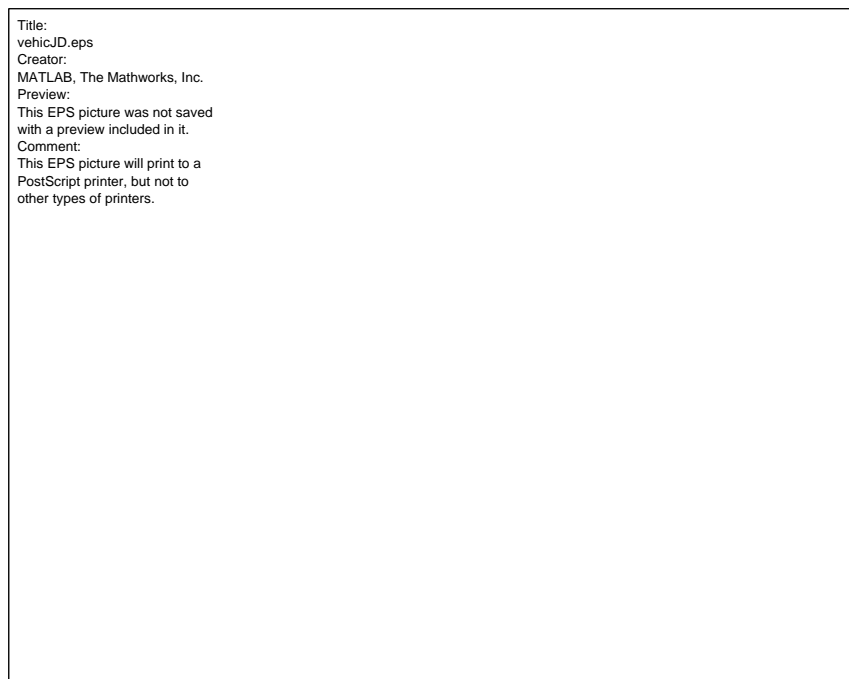 Title:
vehicJD.eps
Creator:
MATLAB, The Mathworks, Inc.
Preview:
This EPS picture was not saved
with a preview included in it.
Comment:
This EPS picture will print to a
PostScript printer, but not to
other types of printers.